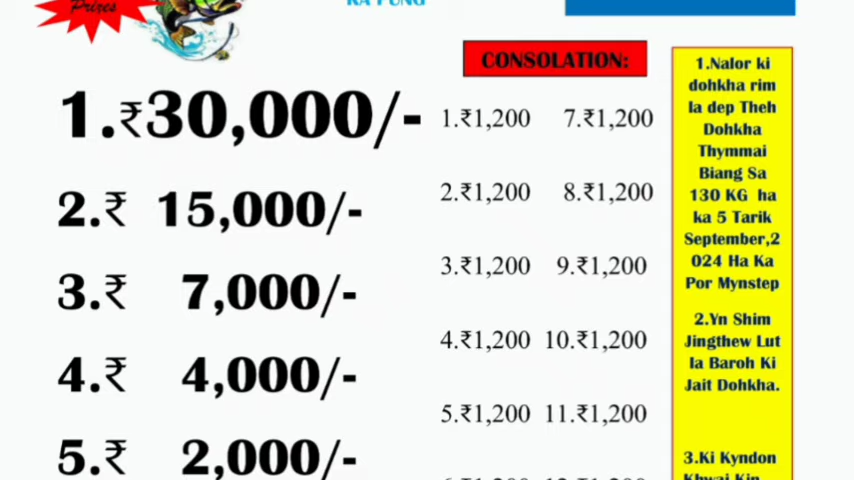 Prizes
KA PUNG
1.₹30,000/-
2.₹ 15,000/-
3.₹ 7,000/-
4.₹ 4,000/-
5.₹ 2,000/-
CONSOLATION:
1.₹1,200 7.₹1,200
2.₹1,200 8.₹1,200
3.₹1,200 9.₹1,200
4.₹1,200 10.₹1,200
5.₹1,200 11.₹1,200
1.Nalor ki
dohkha rim
la dep Theh
Dohkha
Thymmai
Biang Sa
130 KG ha
ka 5 Tarik
September,2
024 Ha Ka
Por Mynstep
2.Yn Shim
Jingthew Lut
la Baroh Ki
Jait Dohkha.
3.Ki Kyndon
Khwai Kin